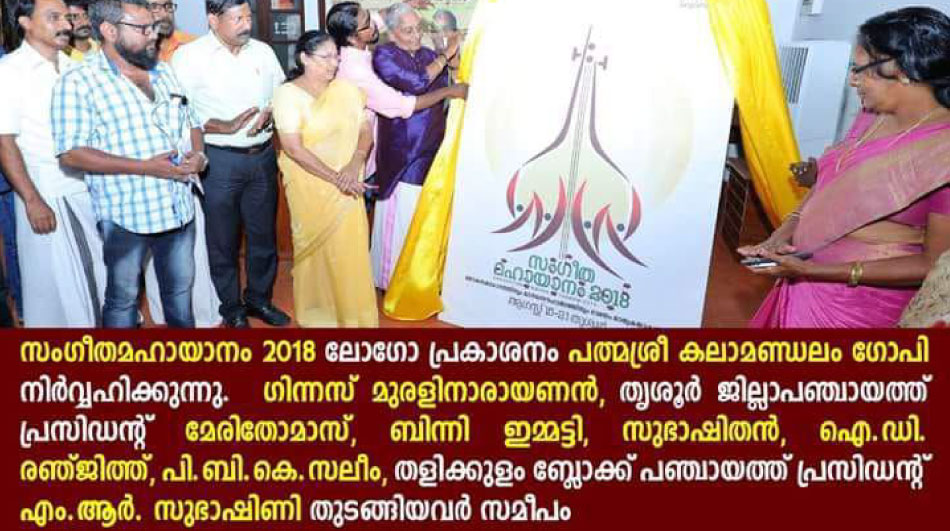 സംഗീത
മഹായാനം 2018
സംഗീതമഹായാനം 2018 ലോഗോ പ്രകാശനം പത്മശ്രീ കലാമണ്ഡലം ഗോപി
നിർവ്വഹിക്കുന്നു. ഗിന്നസ് മുരളിനാരായണൻ, തൃശൂർ ജില്ലാപഞ്ചായത്ത്
പ്രസിഡന്റ് മേരിതോമാസ്, ബിന്നി ഇമ്മട്ടി, സുഭാഷിതൻ, ഐ.ഡി.
രഞ്ജിത്ത്, പി.ബി.കെ.സലീം, തളിക്കുളം ബ്ലോക്ക് പഞ്ചായത്ത് പ്രസിഡന്റ്
എം.ആർ. സുഭാഷിണി തുടങ്ങിയവർ സമീപം